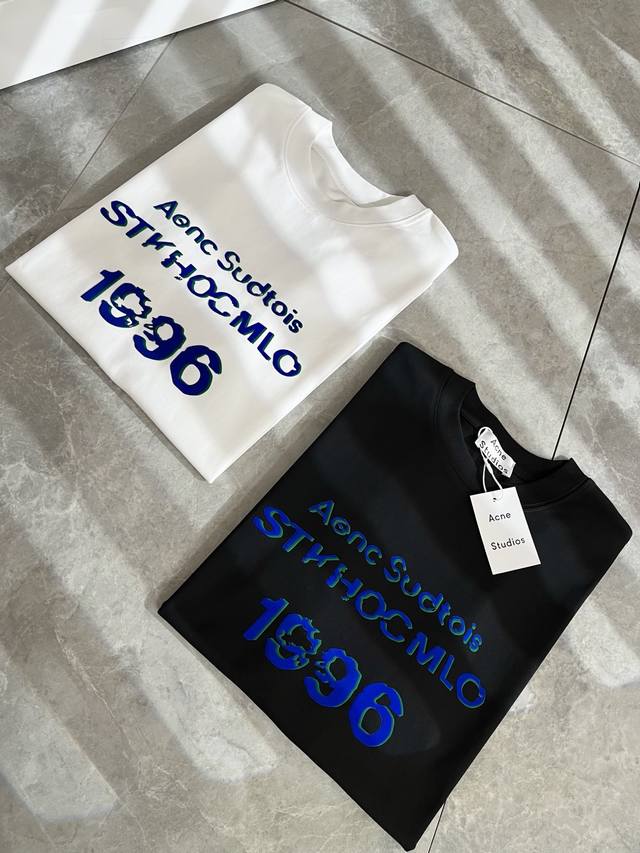 Aenc Sudtois
STKHOCMLO
1996
Acne
Studios
Acne
Studios
Aenc Sudtois
STKHOCMLO
1996